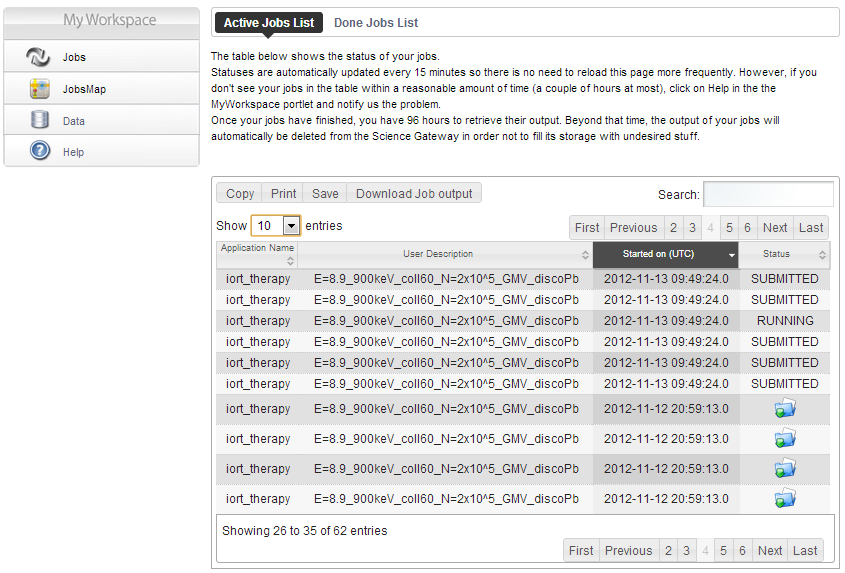 My Workspace
Jobs
JobsMap
Data
Help
Active Jobs List Done Jobs List
The table below shows the status of your jobs.
Statuses are automatically updated every 15 minutes so there is no need to reload this page more frequently. However, if you
don't see your jobs in the table within a reasonable amount of time (a couple of hours at most), click on Help in the the
MyWorkspace portlet and notify us the problem.
Once your jobs have finished, you have 96 hours to retrieve their output. Beyond that time, the output of your jobs will
automatically be deleted from the Science Gateway in order not to fill its storage with undesired stuff.
Copy Print Save Download Job output Search:
Show 10 entries First Previous 2 3 4 5 6 Next Last
Application Name User Description Started on (UTC) Status
iort_therapy E=8.9_900keV_coll60_N=2x10^5_GMV_discoPb 2012-11-13 09:49:24.0 SUBMITTED
iort_therapy E=8.9_900keV_coll60_N=2x10^5_GMV_discoPb 2012-11-13 09:49:24.0 SUBMITTED
iort_therapy E=8.9_900keV_coll60_N=2x10^5_GMV_discoPb 2012-11-13 09:49:24.0 RUNNING
iort_therapy E=8.9_900keV_coll60_N=2x10^5_GMV_discoPb 2012-11-13 09:49:24.0 SUBMITTED
iort_therapy E=8.9_900keV_coll60_N=2x10^5_GMV_discoPb 2012-11-13 09:49:24.0 SUBMITTED
iort_therapy E=8.9_900keV_coll60_N=2x10^5_GMV_discoPb 2012-11-13 09:49:24.0 SUBMITTED
iort_therapy E=8.9_900keV_coll60_N=2x10^5_GMV_discoPb 2012-11-12 20:59:13.0
iort_therapy E=8.9_900keV_coll60_N=2x10^5_GMV_discoPb 2012-11-12 20:59:13.0
iort_therapy E=8.9_900keV_coll60_N=2x10^5_GMV_discoPb 2012-11-12 20:59:13.0
iort_therapy E=8.9_900keV_coll60_N=2x10^5_GMV_discoPb 2012-11-12 20:59:13.0
Showing 26 to 35 of 62 entries
First Previous 2 3 4 5 6 Next Last